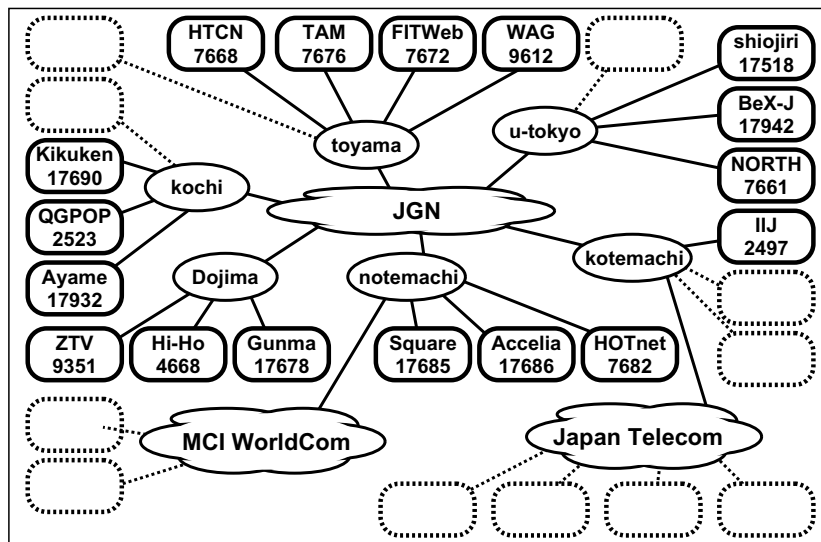 HTCN
7668
TAM
7676
FITWeb
7672
WAG
9612
shiojiri
17518
BeX-J
17942
NORTH
7661
toyama
u-tokyo
Kikuken
17690
kochi
QGPOP
2523
JGN
IIJ
2497
kotemachi
Ayame
17932
Dojima
notemachi
ZTV
9351
Hi-Ho
4668
Gunma
17678
Square
17685
Accelia
17686
HOTnet
7682
MCI WorldCom
Japan Telecom